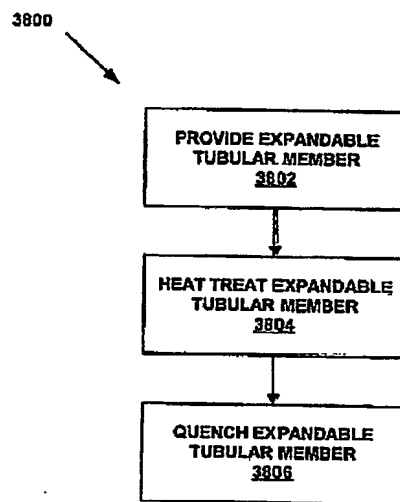 3800
PROVIDE EXPANDABLE
TUBULAR MEMBER
3802
HEAT TREAT EXPANDABLE
TUBULAR MEMBER
3804
QUENCH EXPANDABLE
TUBULAR MEMBER
3806